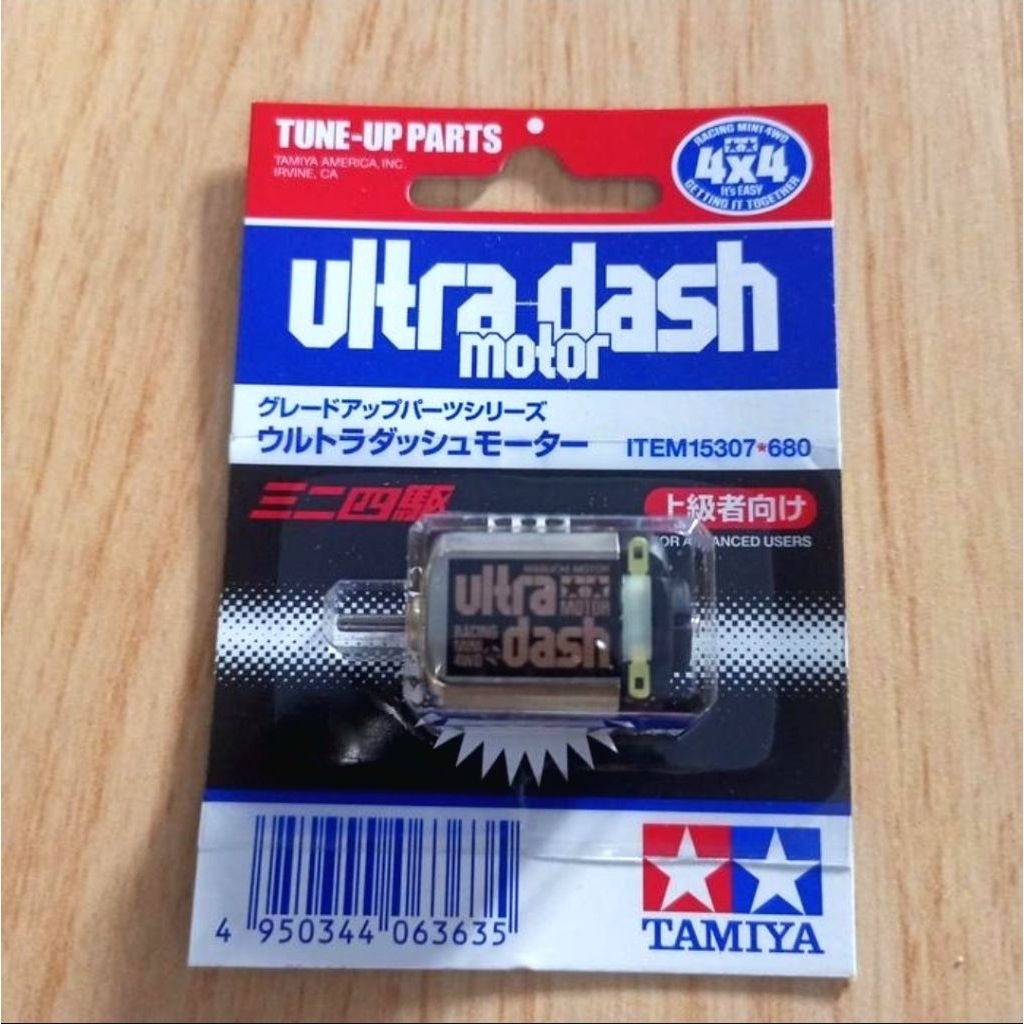 TUNE-UP PARTS
TAMIYA AMERICA, INC.
IRVINE, CA
RACING MINI 4WD
4x4
It's EASY
GETTING IT TOGETHER
ultra dash
motor
グレードアップパーツシリーズ
ウルトラダッシュモーター
ITEM15307*680
ミニ四駆
上級者向け
FOR ADVANCED USERS
MABUCHI MOTOR
ultra
MOTOR
RACING
MINI
4WD
dash
4 950344 063635
TAMIYA